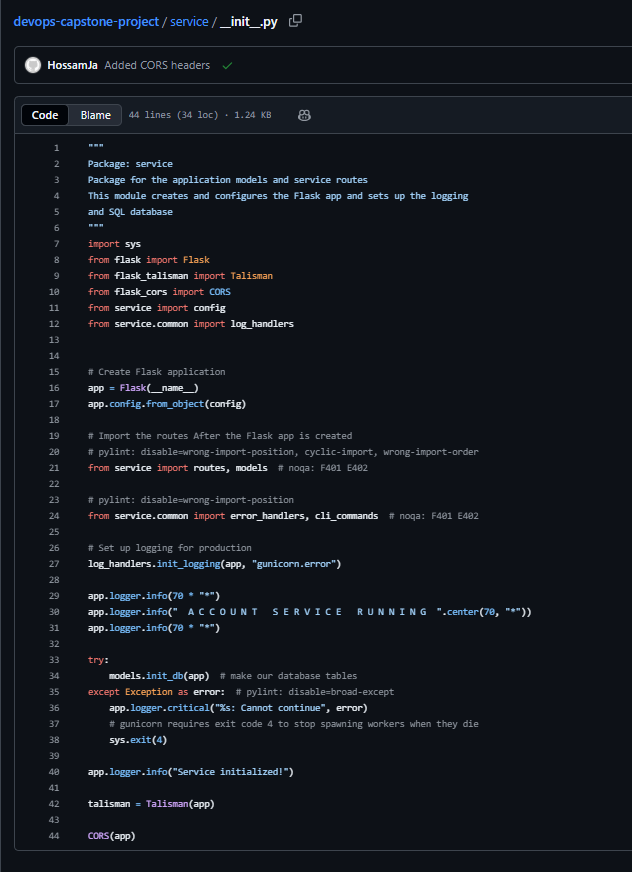 devops-capstone-project / service / __init__.py
HossamJa Added CORS headers
Code Blame 44 lines (34 loc) · 1.24 KB
1 """
2 Package: service
3 Package for the application models and service routes
4 This module creates and configures the Flask app and sets up the logging
5 and SQL database
6 """
7 import sys
8 from flask import Flask
9 from flask_talisman import Talisman
10 from flask_cors import CORS
11 from service import config
12 from service.common import log_handlers
13
14
15 # Create Flask application
16 app = Flask(__name__)
17 app.config.from_object(config)
18
19 # Import the routes After the Flask app is created
20 # pylint: disable=wrong-import-position, cyclic-import, wrong-import-order
21 from service import routes, models  # noqa: F401 E402
22
23 # pylint: disable=wrong-import-position
24 from service.common import error_handlers, cli_commands  # noqa: F401 E402
25
26 # Set up logging for production
27 log_handlers.init_logging(app, "gunicorn.error")
28
29 app.logger.info(70 * "*")
30 app.logger.info("  A C C O U N T   S E R V I C E   R U N N I N G  ".center(70, "*"))
31 app.logger.info(70 * "*")
32
33 try:
34     models.init_db(app)  # make our database tables
35 except Exception as error:  # pylint: disable=broad-except
36     app.logger.critical("%s: Cannot continue", error)
37     # gunicorn requires exit code 4 to stop spawning workers when they die
38     sys.exit(4)
39
40 app.logger.info("Service initialized!")
41
42 talisman = Talisman(app)
43
44 CORS(app)